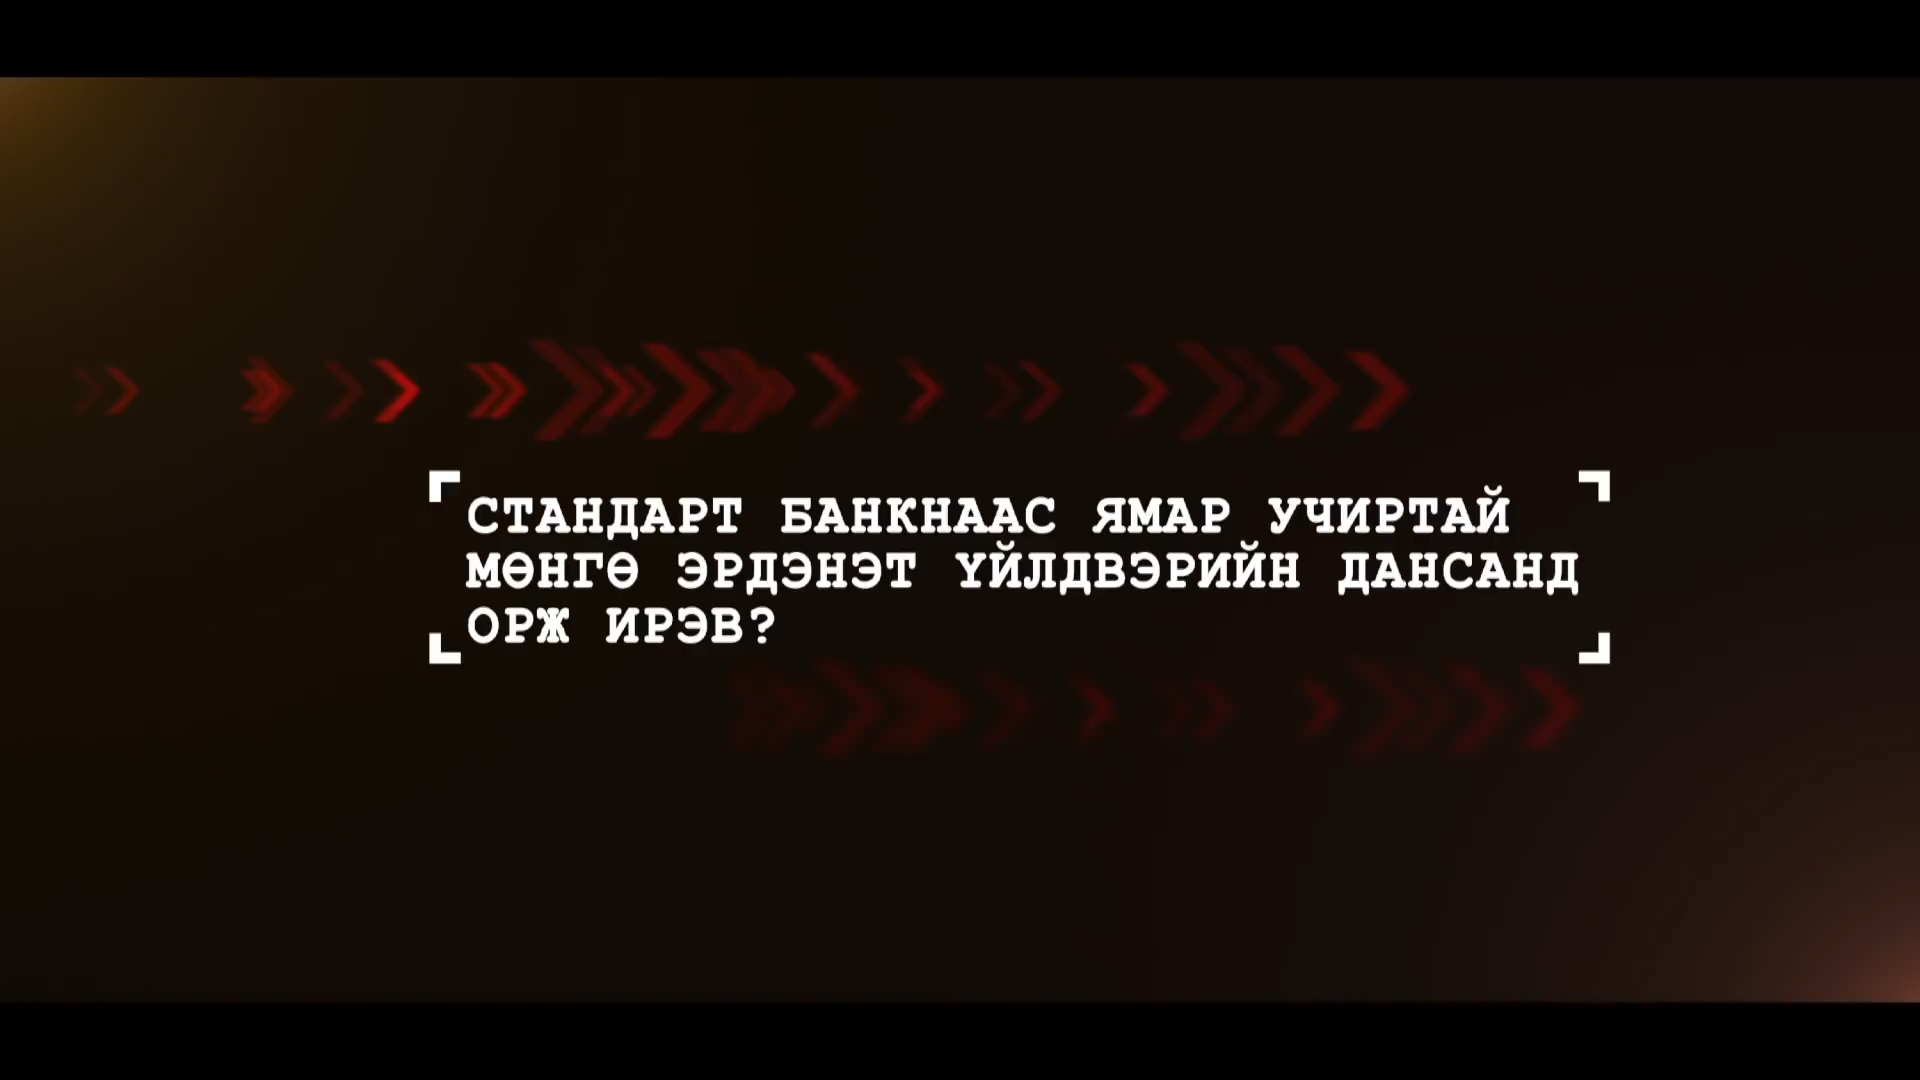 СТАНДАРТ БАНКНААС ЯМАР УЧИРТАЙ
МӨНГӨ ЭРДЭНЭТ ҮЙЛДВЭРИЙН ДАНСАНД
ОРЖ ИРЭВ?